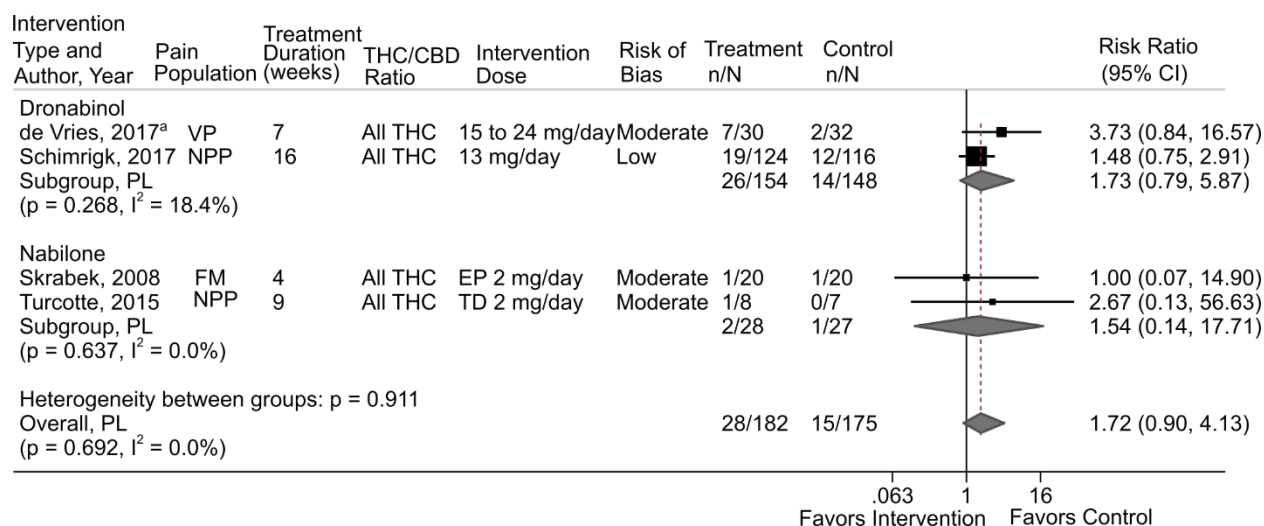 Intervention Type and Author, Year Pain Population Treatment Duration (weeks) THC/CBD Ratio Intervention Dose Risk of Bias Treatment n/N Control n/N Risk Ratio (95% CI)
Dronabinol
de Vries, 2017ᵃ VP 7 All THC 15 to 24 mg/day Moderate 7/30 2/32 3.73 (0.84, 16.57)
Schimrigk, 2017 NPP 16 All THC 13 mg/day Low 19/124 12/116 1.48 (0.75, 2.91)
Subgroup, PL 26/154 14/148 1.73 (0.79, 5.87)
(p = 0.268, I² = 18.4%)
Nabilone
Skrabek, 2008 FM 4 All THC EP 2 mg/day Moderate 1/20 1/20 1.00 (0.07, 14.90)
Turcotte, 2015 NPP 9 All THC TD 2 mg/day Moderate 1/8 0/7 2.67 (0.13, 56.63)
Subgroup, PL 2/28 1/27 1.54 (0.14, 17.71)
(p = 0.637, I² = 0.0%)
Heterogeneity between groups: p = 0.911
Overall, PL 28/182 15/175 1.72 (0.90, 4.13)
(p = 0.692, I² = 0.0%)
.063 1 16
Favors Intervention Favors Control